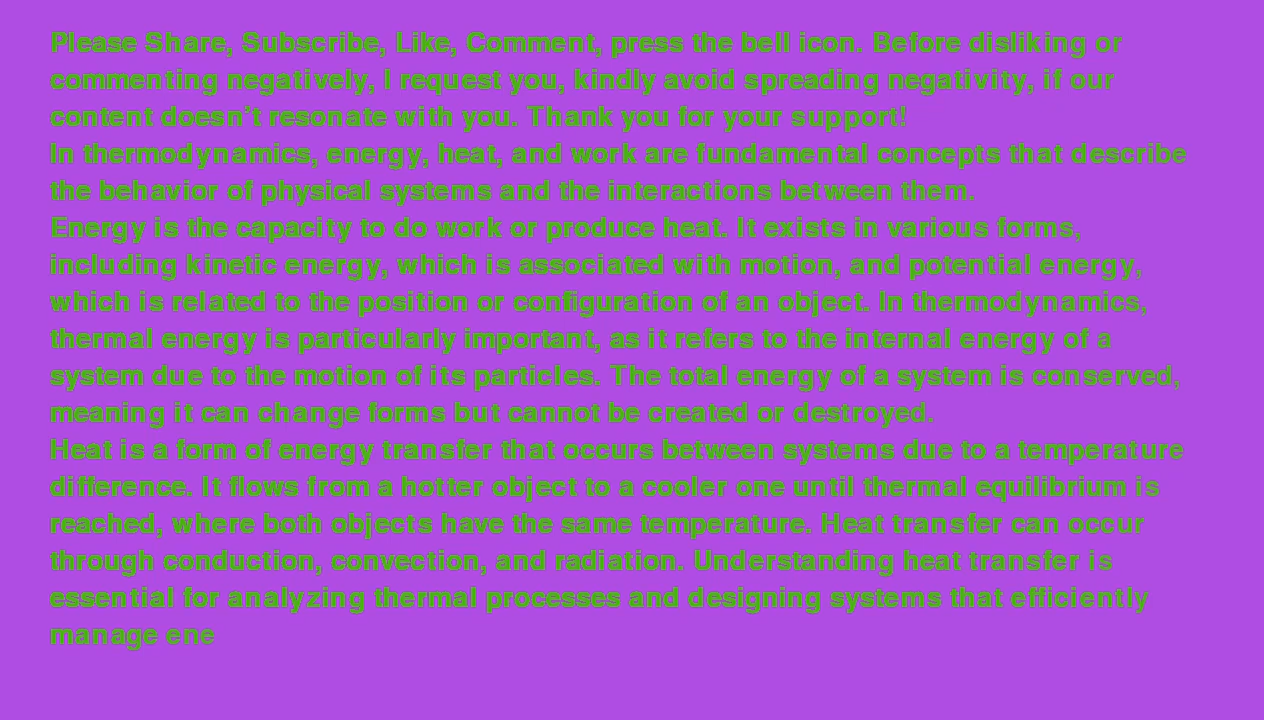 Please Share, Subscribe, Like, Comment, press the bell icon. Before disliking or
commenting negatively, I request you, kindly avoid spreading negativity, if our
content doesn't resonate with you. Thank you for your support!
In thermodynamics, energy, heat, and work are fundamental concepts that describe
the behavior of physical systems and the interactions between them.
Energy is the capacity to do work or produce heat. It exists in various forms,
including kinetic energy, which is associated with motion, and potential energy,
which is related to the position or configuration of an object. In thermodynamics,
thermal energy is particularly important, as it refers to the internal energy of a
system due to the motion of its particles. The total energy of a system is conserved,
meaning it can change forms but cannot be created or destroyed.
Heat is a form of energy transfer that occurs between systems due to a temperature
difference. It flows from a hotter object to a cooler one until thermal equilibrium is
reached, where both objects have the same temperature. Heat transfer can occur
through conduction, convection, and radiation. Understanding heat transfer is
essential for analyzing thermal processes and designing systems that efficiently
manage ene